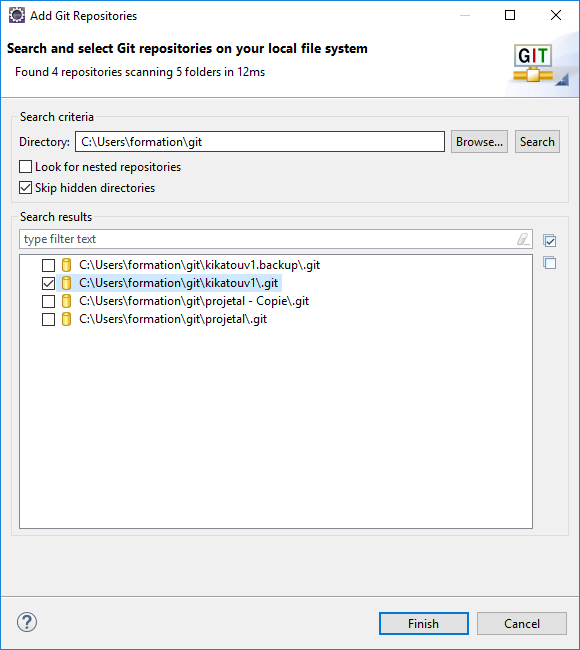 Add Git Repositories
Search and select Git repositories on your local file system
Found 4 repositories scanning 5 folders in 12ms
GIT
Search criteria
Directory: C:\Users\formation\git Browse... Search
Look for nested repositories
Skip hidden directories
Search results
type filter text
C:\Users\formation\git\kikatouv1.backup\.git
C:\Users\formation\git\kikatouv1\.git
C:\Users\formation\git\projetal - Copie\.git
C:\Users\formation\git\projetal\.git
? Finish Cancel